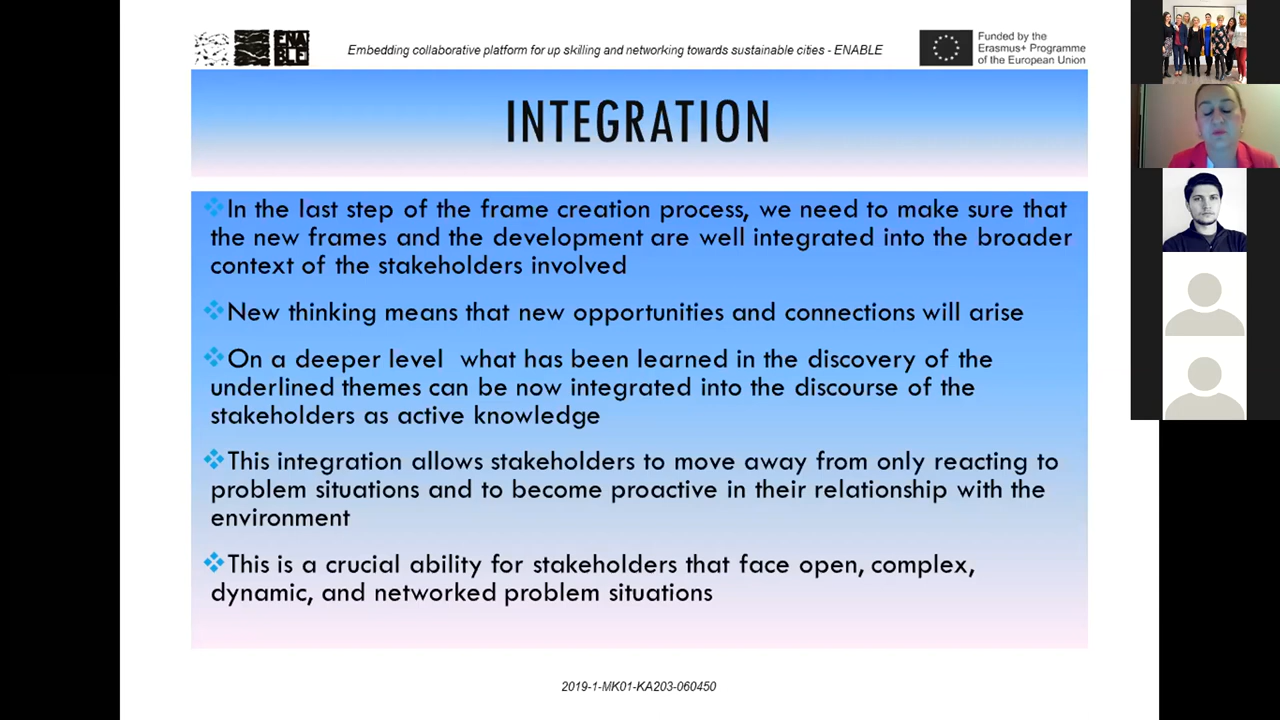 ENA
BLE
Embedding collaborative platform for up skilling and networking towards sustainable cities - ENABLE
Funded by the
Erasmus+ Programme
of the European Union
INTEGRATION
In the last step of the frame creation process, we need to make sure that
the new frames and the development are well integrated into the broader
context of the stakeholders involved
New thinking means that new opportunities and connections will arise
On a deeper level what has been learned in the discovery of the
underlined themes can be now integrated into the discourse of the
stakeholders as active knowledge
This integration allows stakeholders to move away from only reacting to
problem situations and to become proactive in their relationship with the
environment
This is a crucial ability for stakeholders that face open, complex,
dynamic, and networked problem situations
2019-1-MK01-KA203-060450